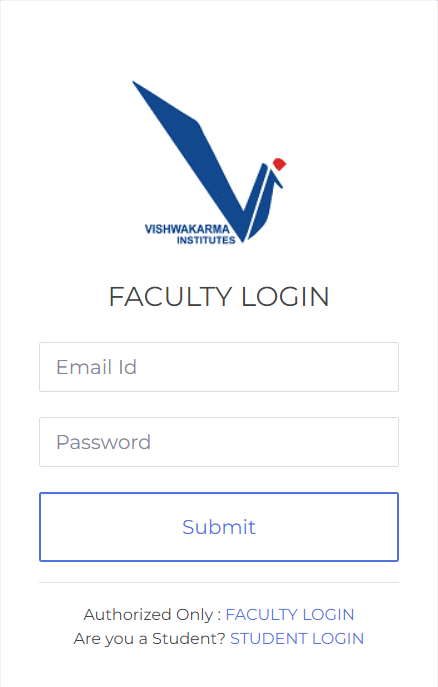 VISHWAKARMA
INSTITUTES
FACULTY LOGIN
Email Id
Password
Submit
Authorized Only : FACULTY LOGIN
Are you a Student? STUDENT LOGIN